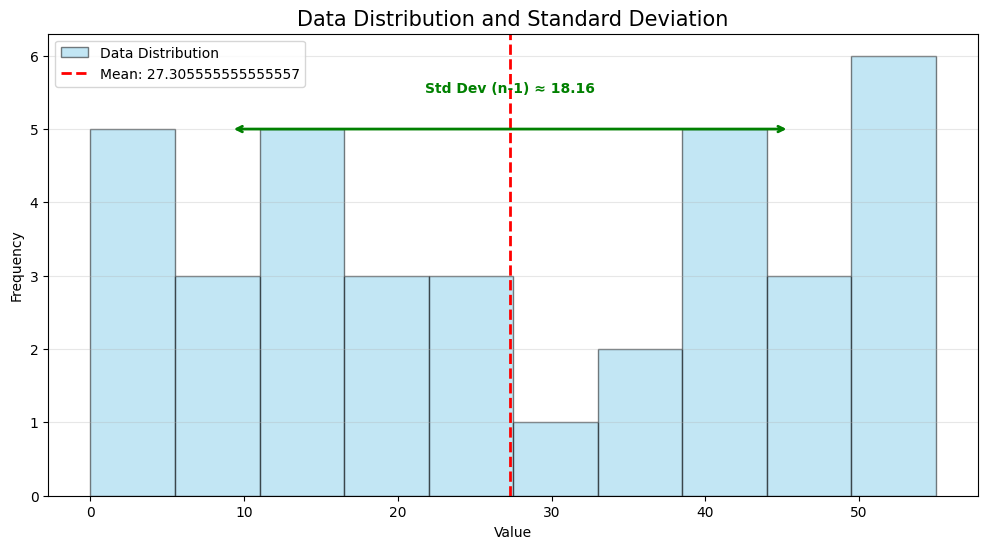 Data Distribution and Standard Deviation
Data Distribution
Mean: 27.305555555555557
Std Dev (n-1) ≈ 18.16
Frequency
6
5
4
3
2
1
0
0 10 20 30 40 50
Value